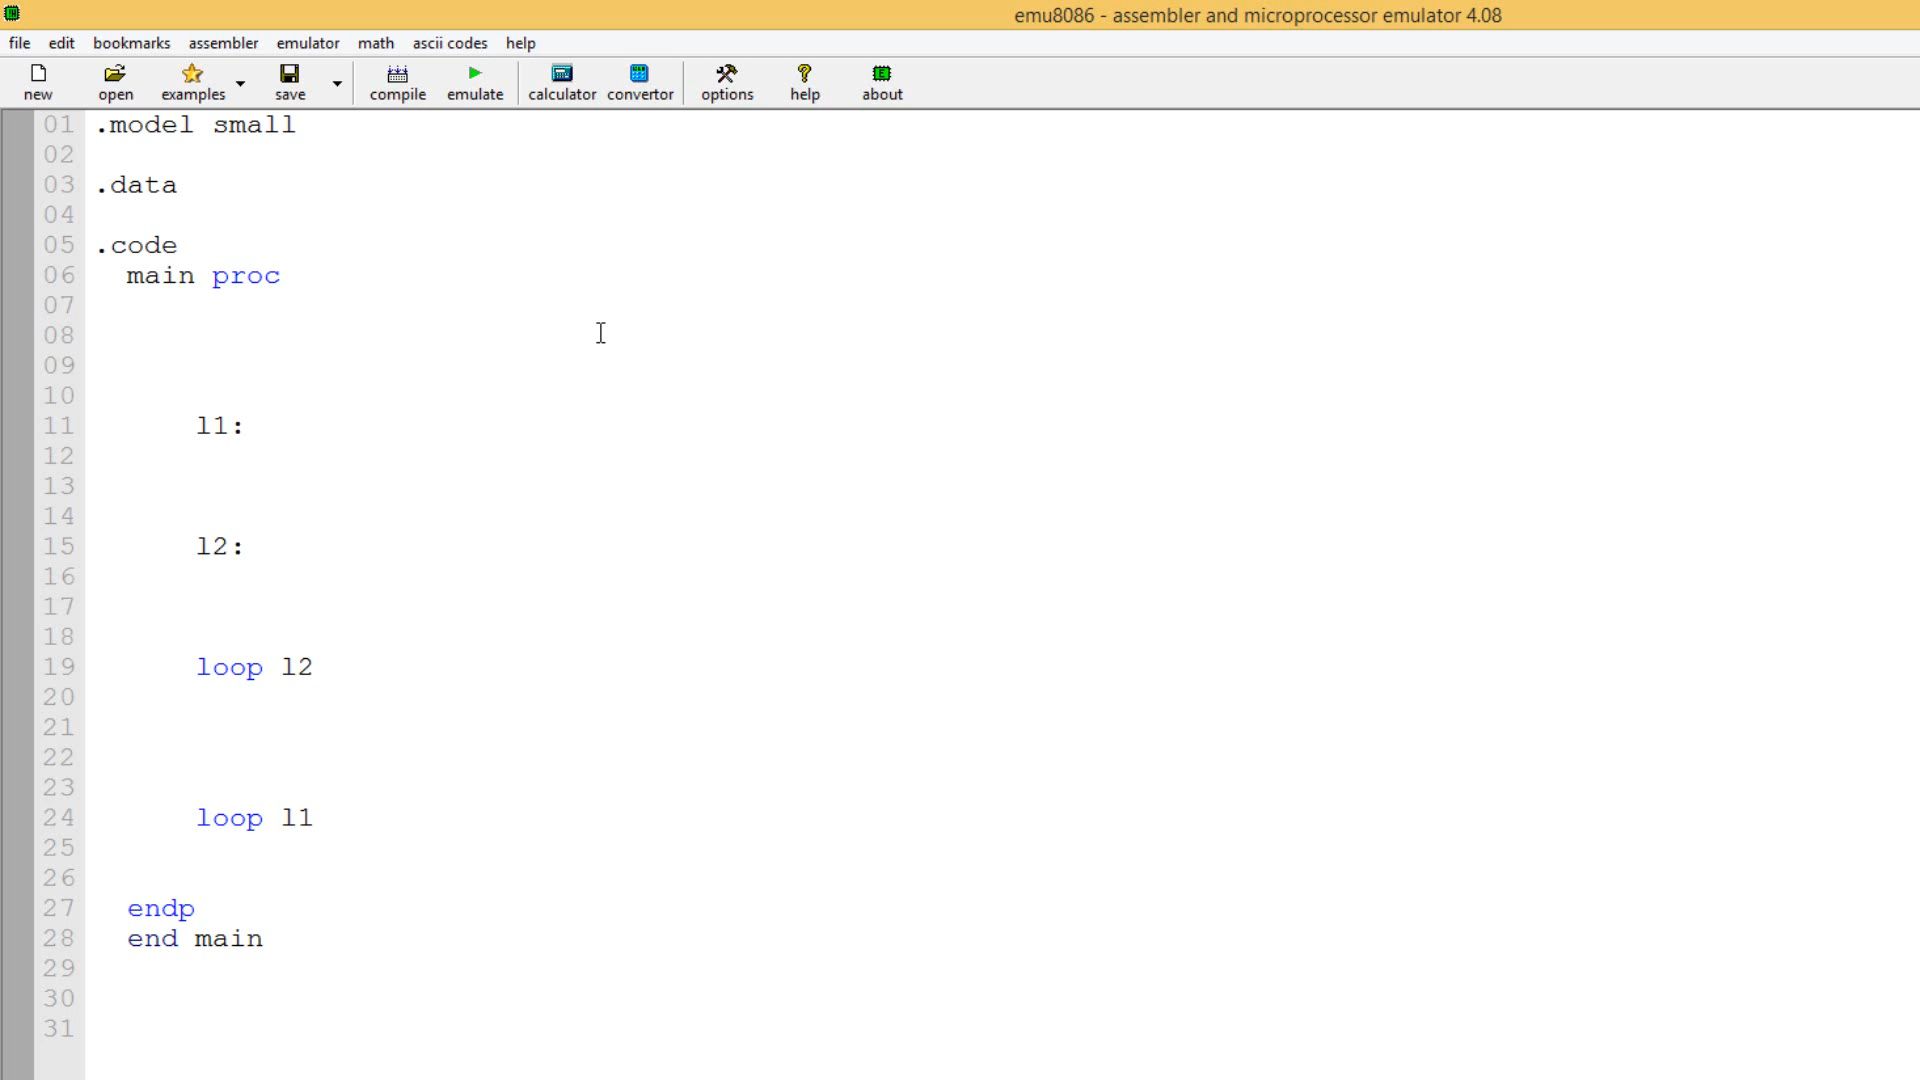 emu8086 - assembler and microprocessor emulator 4.08
file edit bookmarks assembler emulator math ascii codes help
new open examples save compile emulate calculator convertor options help about
01 .model small
02
03 .data
04
05 .code
06 main proc
07
08
09
10
11 l1:
12
13
14
15 l2:
16
17
18
19 loop l2
20
21
22
23
24 loop l1
25
26
27 endp
28 end main
29
30
31